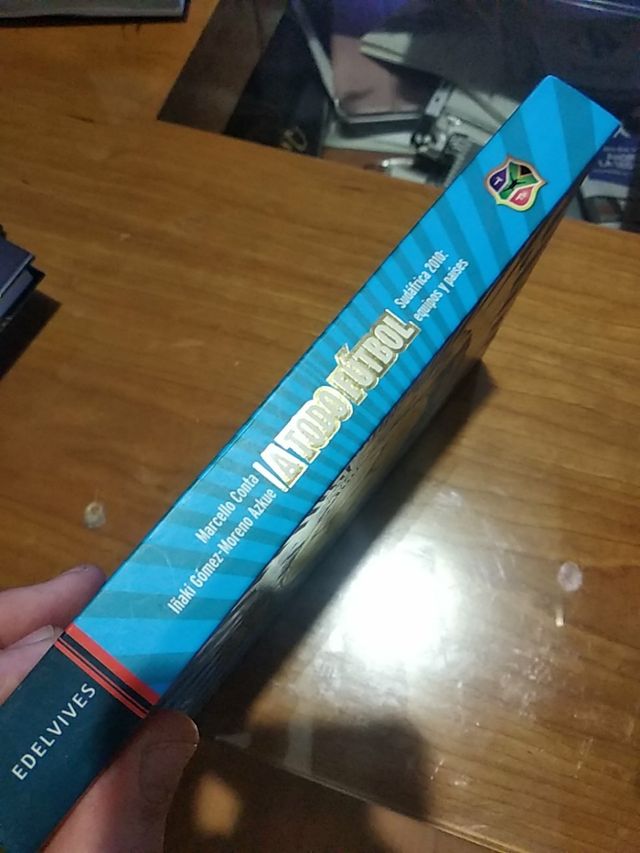 EDELVIVES
Marcello Conta
Iñaki Gómez-Moreno Azkue
¡A TODO FÚTBOL!
Sudáfrica 2010:
equipos y países